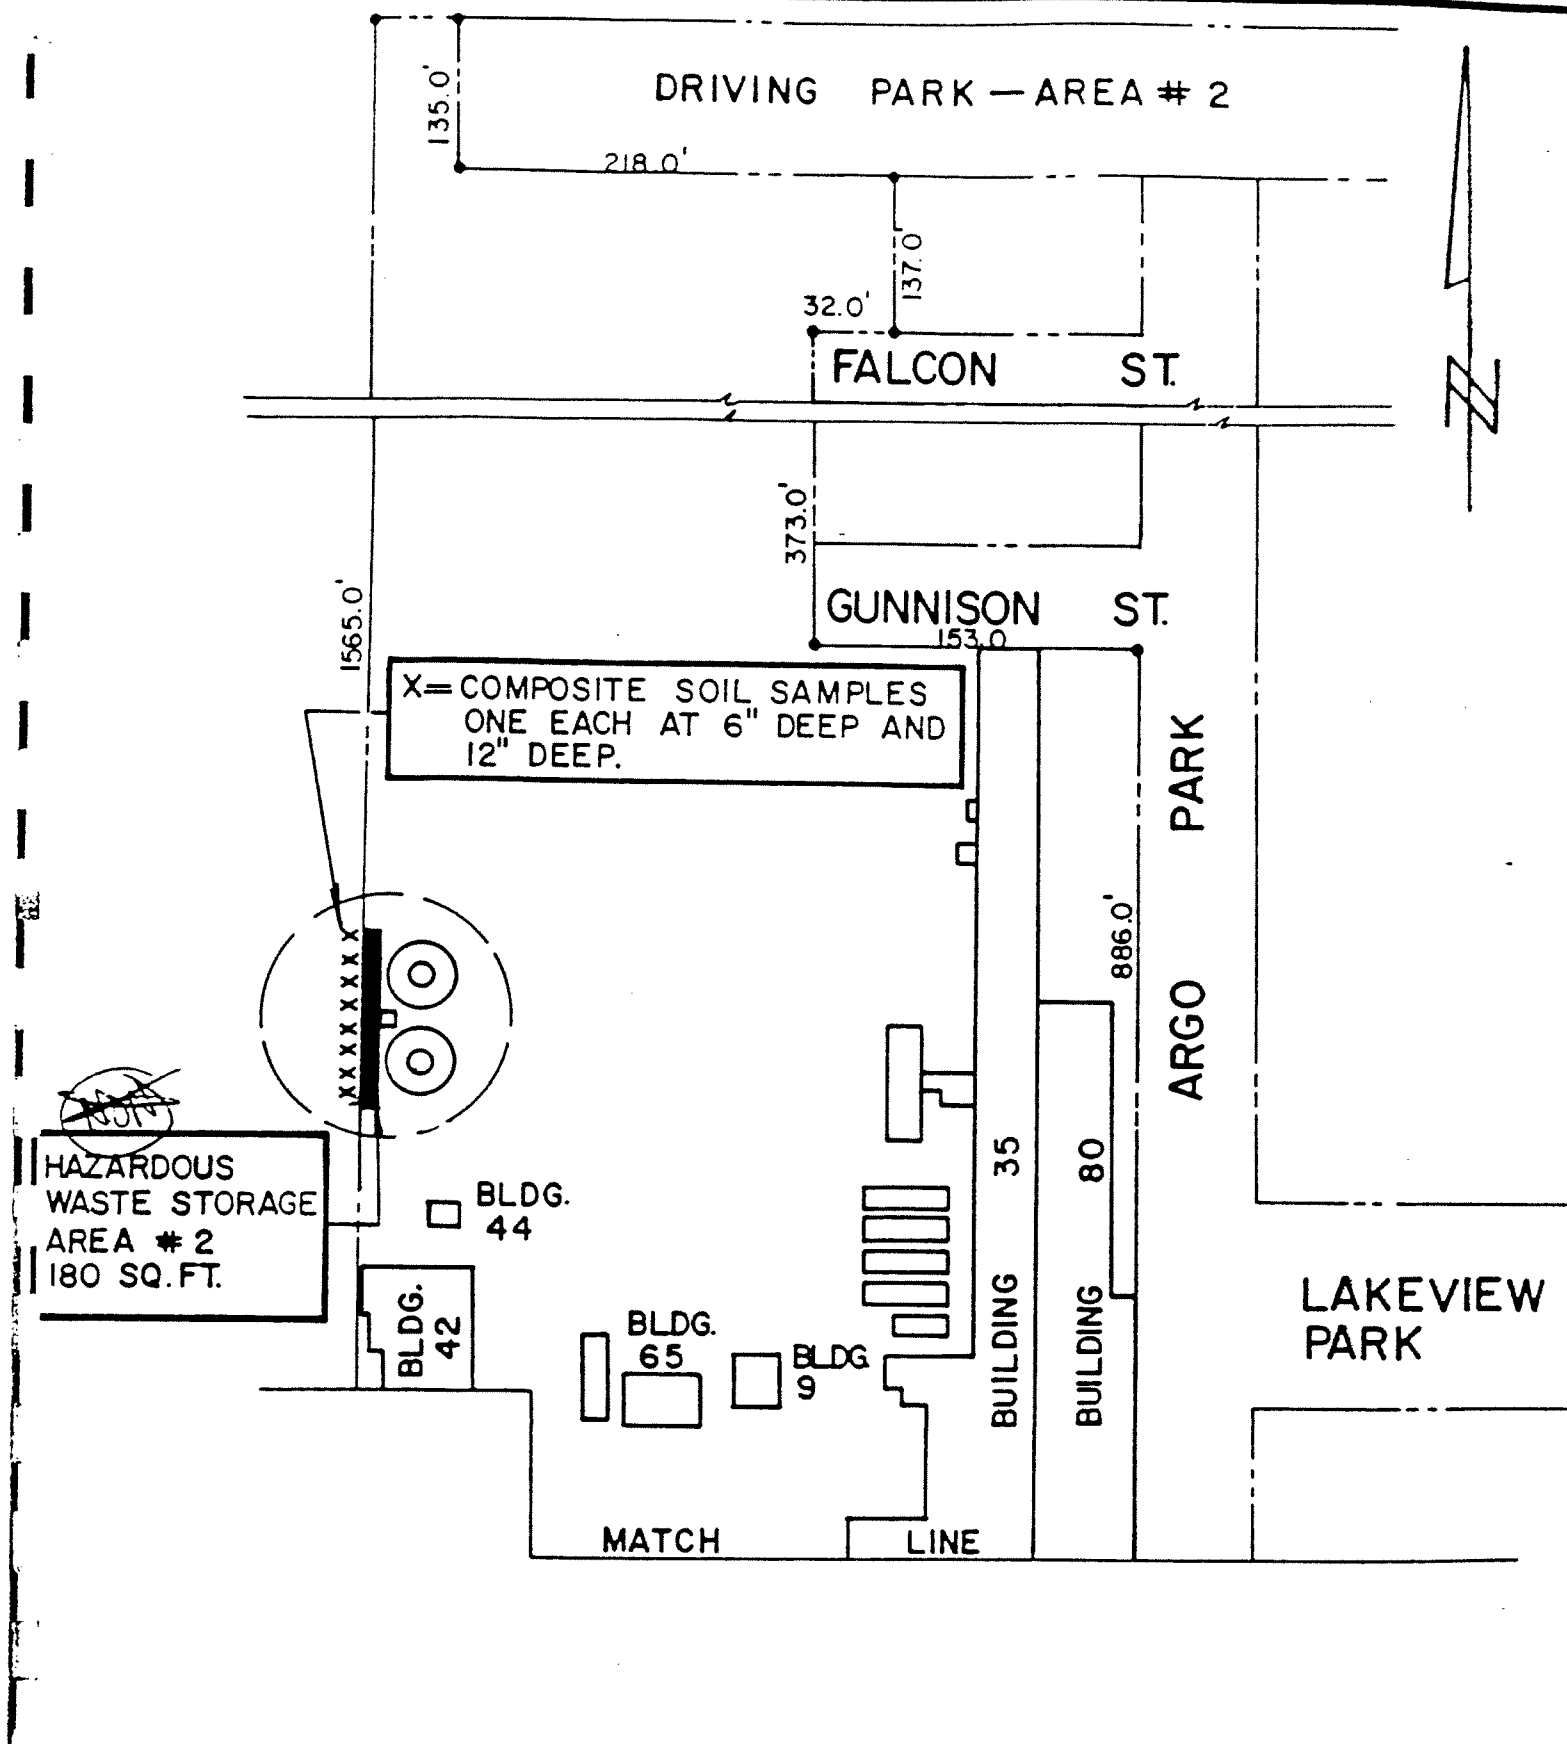 DRIVING PARK — AREA # 2
135.0'
218.0'
137.0'
32.0'
FALCON ST.
N
373.0'
1565.0'
GUNNISON ST.
153.0
X= COMPOSITE SOIL SAMPLES
ONE EACH AT 6" DEEP AND
12" DEEP.
ARGO PARK
886.0'
X X
X X
X X
X X
X X
X X
X X
X X
HAZARDOUS
WASTE STORAGE
AREA # 2
180 SQ. FT.
BLDG.
44
BLDG.
42
BLDG.
65
BLDG.
9
BUILDING 35
BUILDING 80
LAKEVIEW
PARK
MATCH LINE